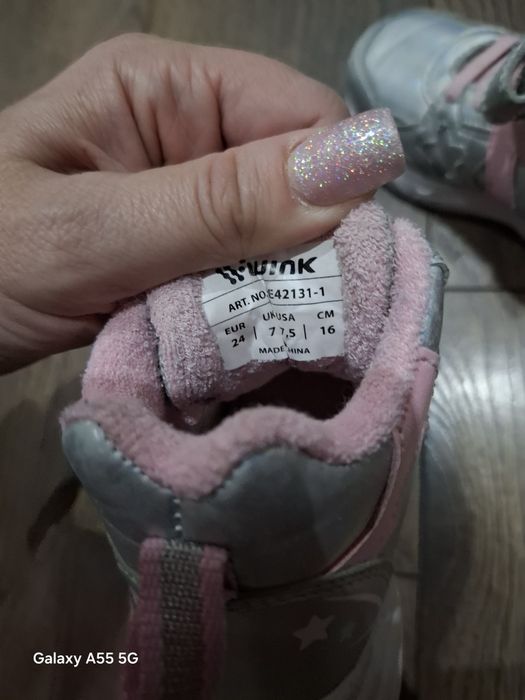 wink
ART. NO.:E42131-1
EUR UK USA CM
24 | 7 7,5 | 16
MADE CHINA
Galaxy A55 5G